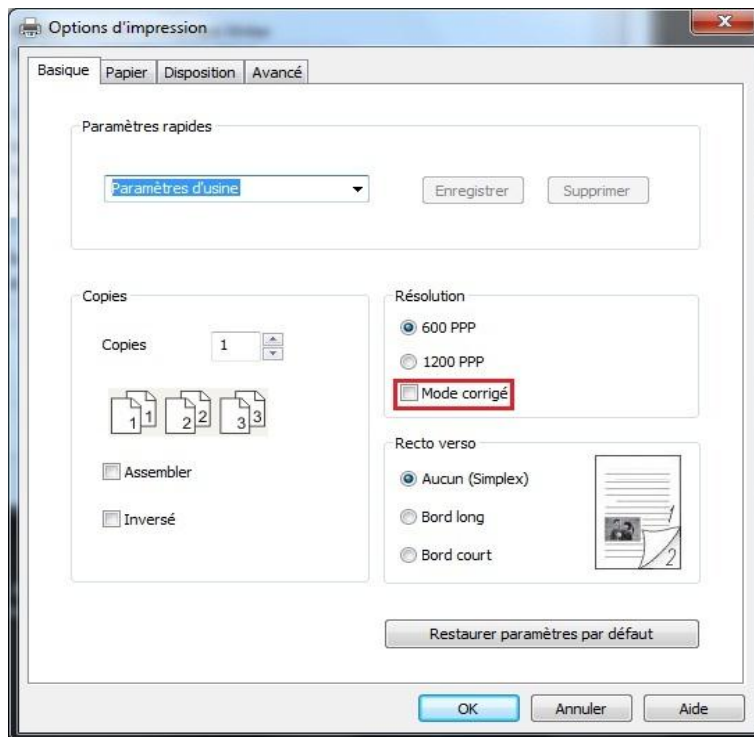 Options d'impression
Basique Papier Disposition Avancé
Paramètres rapides
Paramètres d'usine
Enregistrer Supprimer
Copies
Copies 1
1 1 2 2 3 3
Assembler
Inversé
Résolution
600 PPP
1200 PPP
Mode corrigé
Recto verso
Aucun (Simplex)
Bord long
Bord court
1
2
Restaurer paramètres par défaut
OK Annuler Aide